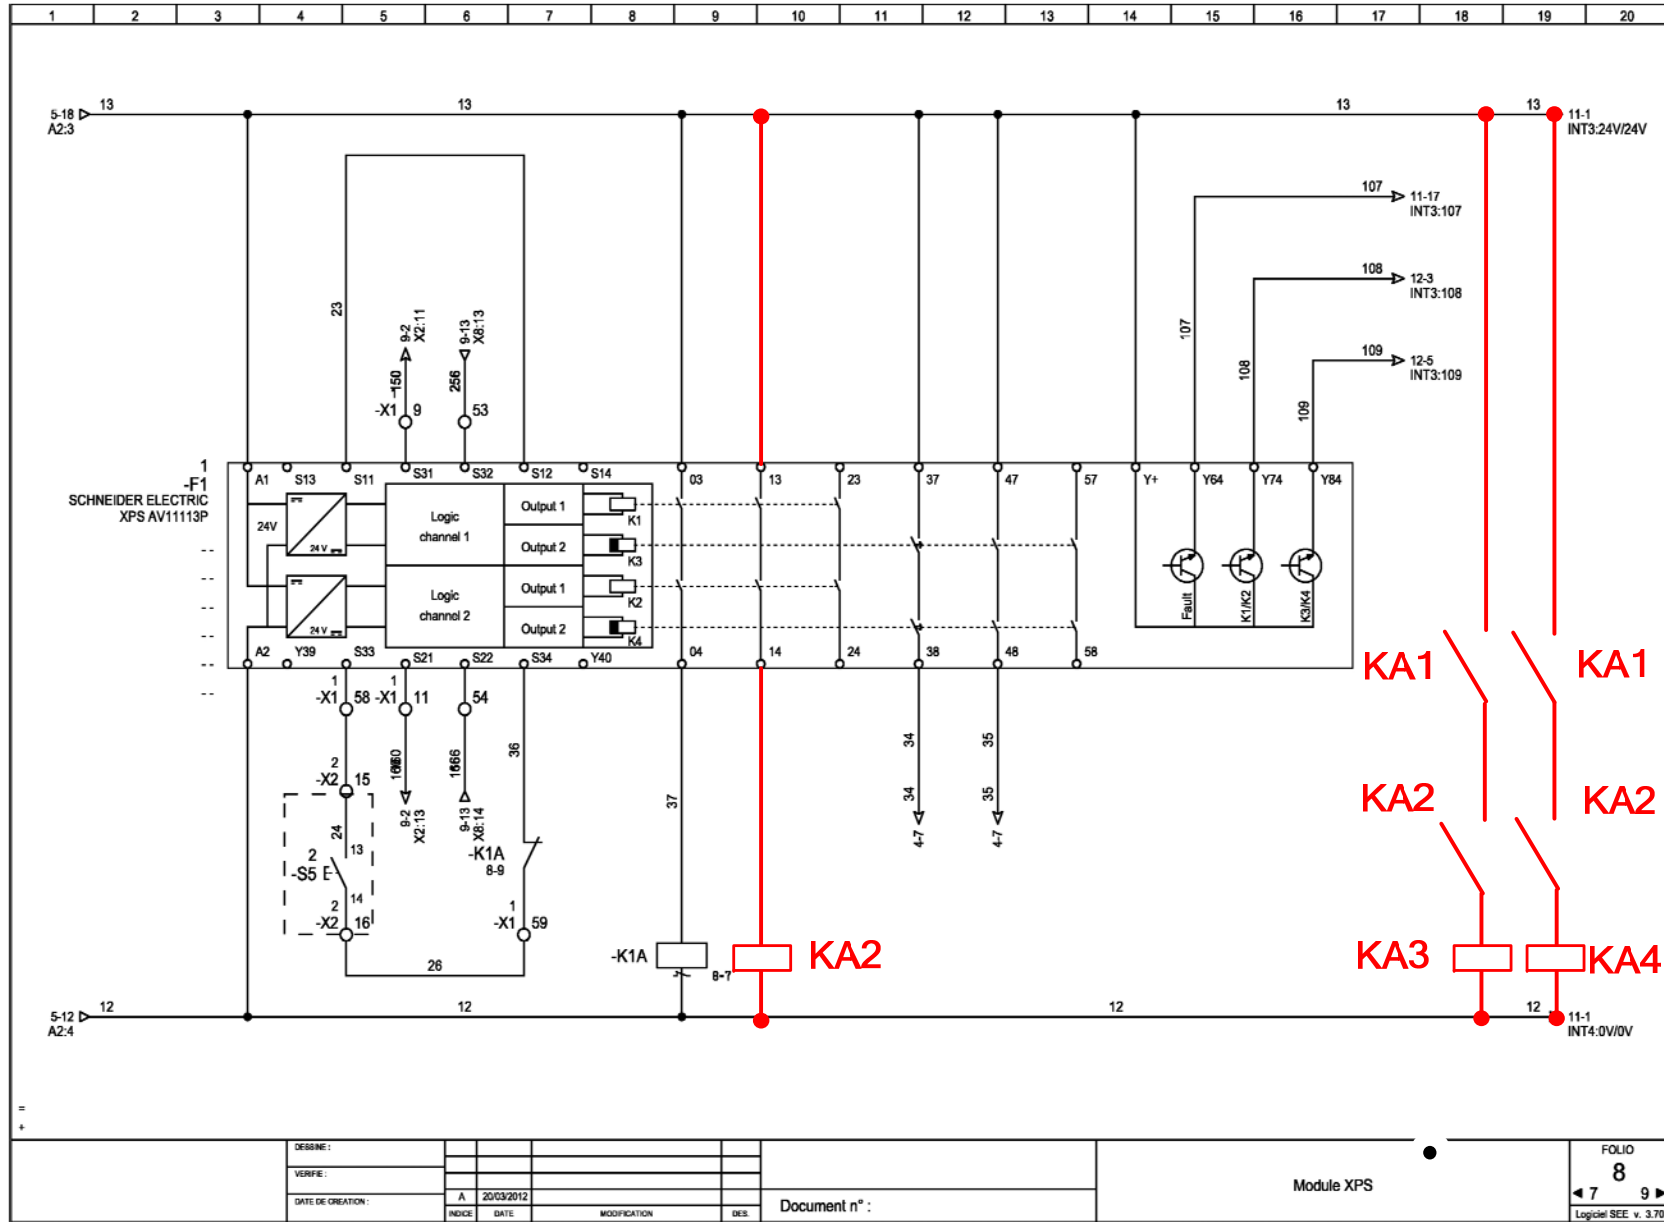 1 2 3 4 5 6 7 8 9 10 11 12 13 14 15 16 17 18 19 20
5-18 13 13 13 13 11-1
A2:3 INT3:24V/24V
107 11-17
INT3:107
108 12-3
INT3:108
109 12-5
INT3:109
23
9-2
X2:11
9-13
X8:13
150
256
107
108
109
-X1 9 53
1
-F1
SCHNEIDER ELECTRIC
XPS AV11113P
A1 S13 S11 S31 S32 S12 S14 03 13 23 37 47 57 Y+ Y64 Y74 Y84
24V
24 V
Logic
channel 1
Output 1
K1
Output 2
K3
24 V
Logic
channel 2
Output 1
K2
Output 2
K4
Fault
K1/K2
K3/K4
--
--
--
--
--
--
A2 Y39 S33 S21 S22 S34 Y40 04 14 24 38 48 58
KA1 KA1
1 1
-X1 58 -X1 11 54
36
34
35
2
-X2 15
166
9-2
X2:13
9-13
X8:14
37
34
35
4-7
4-7
KA2 KA2
24
13
2
-S5 E
14
-K1A
8-9
2
-X2 16
1
-X1 59
26
-K1A
8-7
KA2
KA3
KA4
5-12 12 12 12 12 11-1
A2:4 INT4:0V/0V
=
+
DESSINE :
VERIFIE :
DATE DE CREATION :
A 20/03/2012
INDICE DATE MODIFICATION DES.
Document n° :
Module XPS
FOLIO
8
7 9
Logiciel SEE v. 3.70